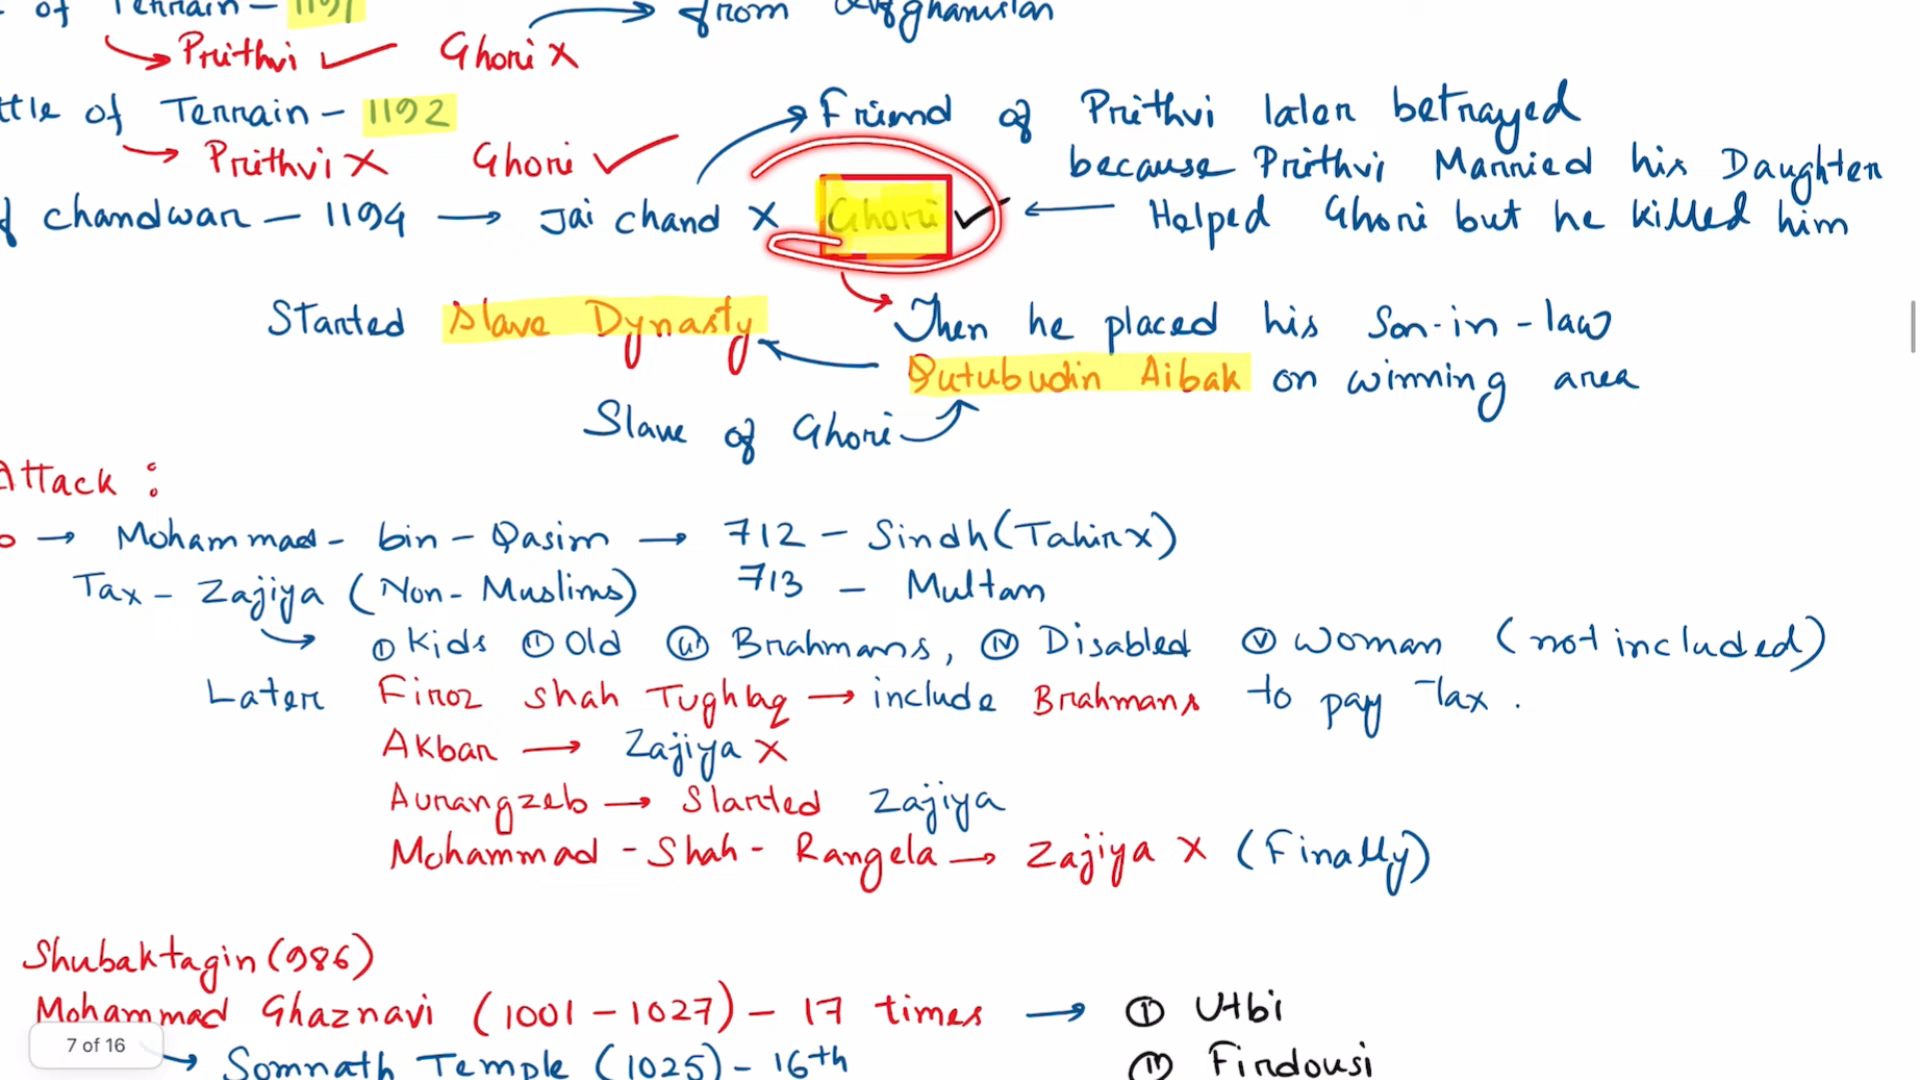 of Terrain - 1191 from Afghanistan
Prithvi ✓ Ghori X
ttle of Terrain - 1192 Friend of Prithvi later betrayed
Prithvi X Ghori ✓ because Prithvi Married his Daughter
chandwar - 1194 → Jai chand X Ghori ✓ ← Helped Ghori but he killed him
Started Slave Dynasty Then he placed his Son-in-law
Qutubudin Aibak on winning area
Slave of Ghori
Attack :
→ Mohammad - bin - Qasim → 712 - Sindh (Tahir x)
Tax - Zajiya (Non-Muslims) 713 - Multan
① Kids ① Old ⑪ Brahmans, ⑭ Disabled Ⓥ Woman (not included)
Later Firoz shah Tughlaq → include Brahmans to pay Tax.
Akbar → Zajiya X
Aurangzeb → Started Zajiya
Mohammad - Shah - Rangela → Zajiya X (Finally)
Shubaktagin (986)
Mohammad Ghaznavi (1001 - 1027) - 17 times → ① Utbi
7 of 16
→ Somnath Temple (1025) - 16th ⑪ Firdousi